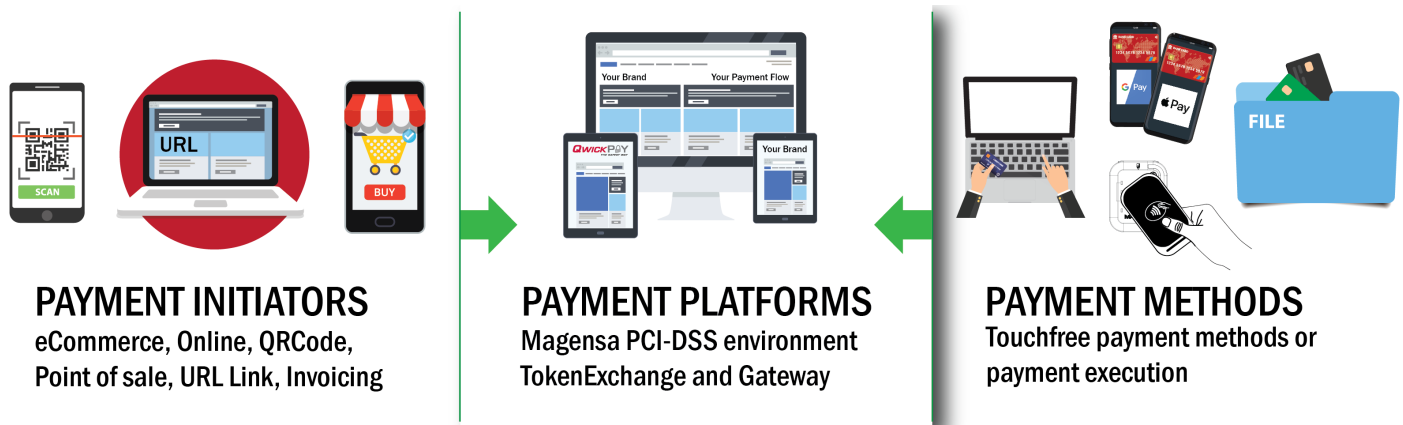 SCAN
URL
BUY
PAYMENT INITIATORS
eCommerce, Online, QRCode,
Point of sale, URL Link, Invoicing
Your Brand
Your Payment Flow
QWICKPAY
Your Brand
PAYMENT PLATFORMS
Magensa PCI-DSS environment
TokenExchange and Gateway
G Pay
Pay
FILE
PAYMENT METHODS
Touchfree payment methods or
payment execution